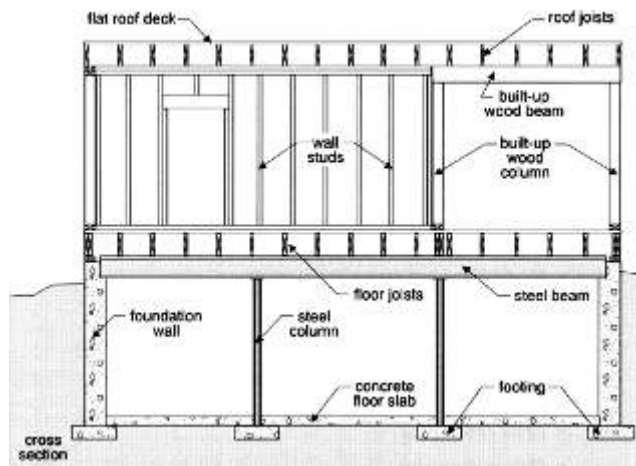 flat roof deck
roof joists
built-up
wood beam
wall
studs
built-up
wood
column
floor joists
steel beam
foundation
wall
steel
column
concrete
floor slab
footing
cross
section